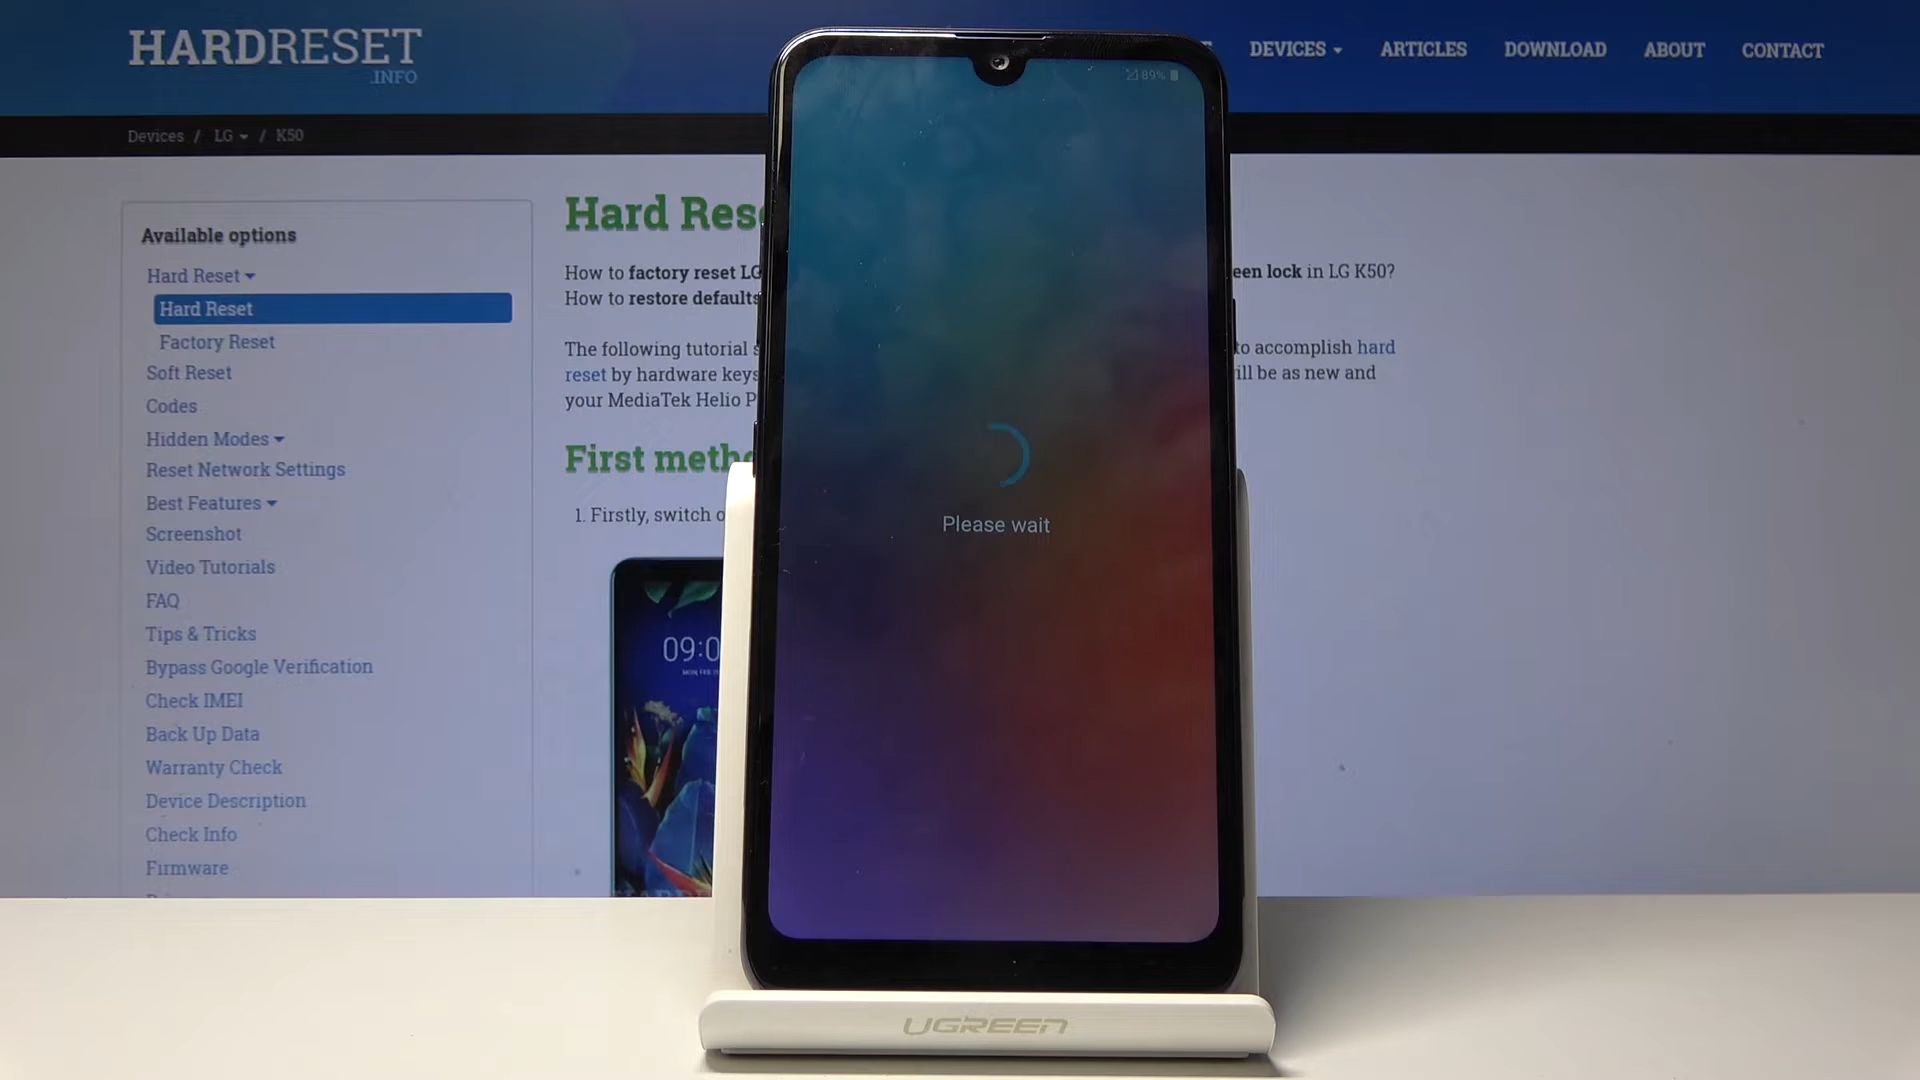 HARDRESET
.INFO
DEVICES
ARTICLES
DOWNLOAD
ABOUT
CONTACT
Devices / LG / K50
Available options
Hard Reset
Hard Reset
Factory Reset
Soft Reset
Codes
Hidden Modes
Reset Network Settings
Best Features
Screenshot
Video Tutorials
FAQ
Tips & Tricks
Bypass Google Verification
Check IMEI
Back Up Data
Warranty Check
Device Description
Check Info
Firmware
Hard Res
How to factory reset LG
een lock in LG K50?
How to restore defaults
The following tutorial
to accomplish hard
reset by hardware keys
ill be as new and
your MediaTek Helio P
First meth
1. Firstly, switch o
09:0
89%
Please wait
UGREEN